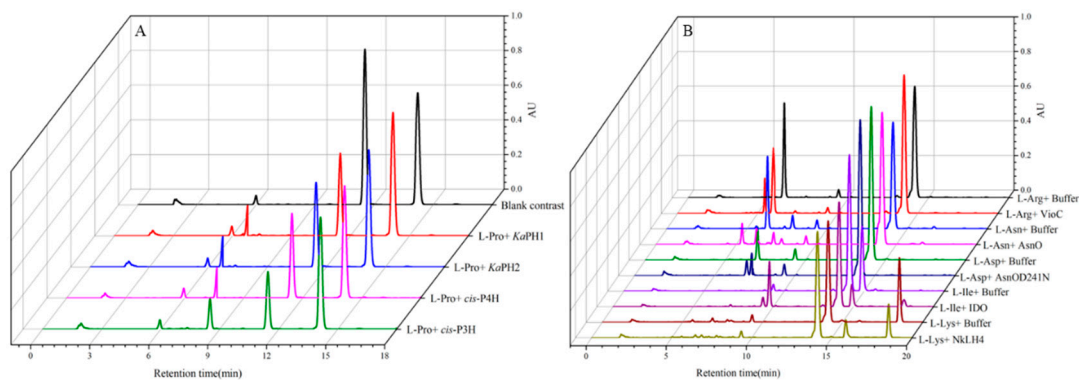 A
1.0
0.8
0.6
0.4
0.2
0.0
AU
Blank contrast
L-Pro+ KaPH1
L-Pro+ KaPH2
L-Pro+ cis-P4H
L-Pro+ cis-P3H
0 3 6 9 12 15 18
Retention time(min)
B
1.0
0.8
0.6
0.4
0.2
0.0
AU
L-Arg+ Buffer
L-Arg+ VioC
L-Asn+ Buffer
L-Asn+ AsnO
L-Asp+ Buffer
L-Asp+ AsnOD241N
L-Ile+ Buffer
L-Ile+ IDO
L-Lys+ Buffer
L-Lys+ NkLH4
0 5 10 15 20
Retention time(min)